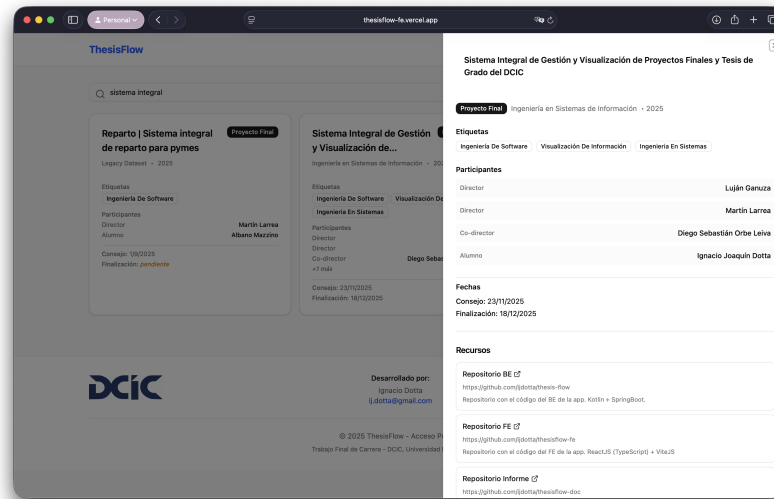 Personal
thesisflow-fe.vercel.app
ThesisFlow
sistema integral
Reparto | Sistema integral
de reparto para pymes
Proyecto Final
Legacy Dataset • 2025
Etiquetas
Ingeniería De Software
Participantes
Director Martín Larrea
Alumno Albano Mazzino
Consejo: 1/9/2025
Finalización: pendiente
Sistema Integral de Gestión
y Visualización de...
Ingeniería en Sistemas de Información • 202
Etiquetas
Ingeniería De Software Visualización De
Ingeniería En Sistemas
Participantes
Director
Director
Co-director Diego Sebas
+1 más
Consejo: 23/11/2025
Finalización: 18/12/2025
DCIC
Desarrollado por:
Ignacio Dotta
ij.dotta@gmail.com
© 2025 ThesisFlow - Acceso P
Trabajo Final de Carrera - DCIC, Universidad
Sistema Integral de Gestión y Visualización de Proyectos Finales y Tesis de
Grado del DCIC
Proyecto Final Ingeniería en Sistemas de Información • 2025
Etiquetas
Ingeniería De Software Visualización De Información Ingeniería En Sistemas
Participantes
Director Luján Ganuza
Director Martín Larrea
Co-director Diego Sebastián Orbe Leiva
Alumno Ignacio Joaquín Dotta
Fechas
Consejo: 23/11/2025
Finalización: 18/12/2025
Recursos
Repositorio BE
https://github.com/ijdotta/thesis-flow
Repositorio con el código del BE de la app. Kotlin + SpringBoot.
Repositorio FE
https://github.com/ijdotta/thesisflow-fe
Repositorio con el código del FE de la app. ReactJS (TypeScript) + ViteJS
Repositorio Informe
https://github.com/ijdotta/thesisflow-doc